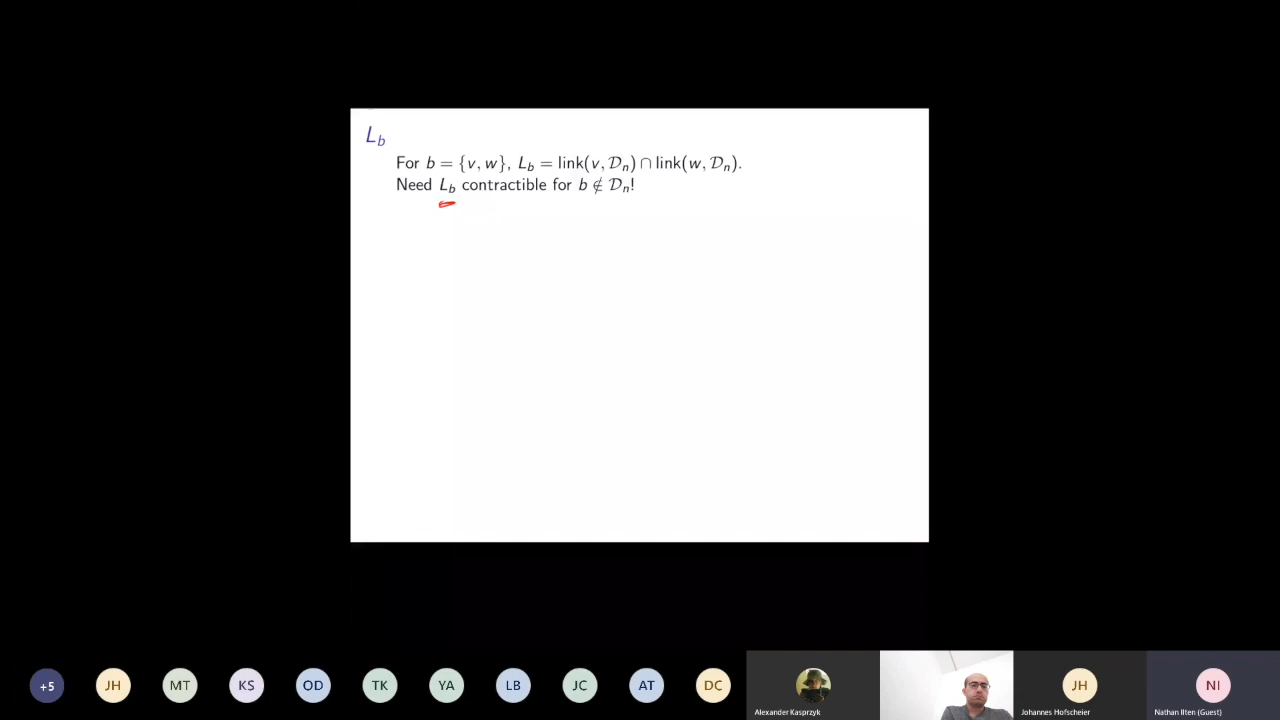 L_b
For b = {v, w}, L_b = link(v, 𝒟_n) ∩ link(w, 𝒟_n).
Need L_b contractible for b ∉ 𝒟_n!
+5 JH MT KS OD TK YA LB JC AT DC JH NI
Alexander Kasprzyk Johannes Hofscheier Nathan Ilten (Guest)